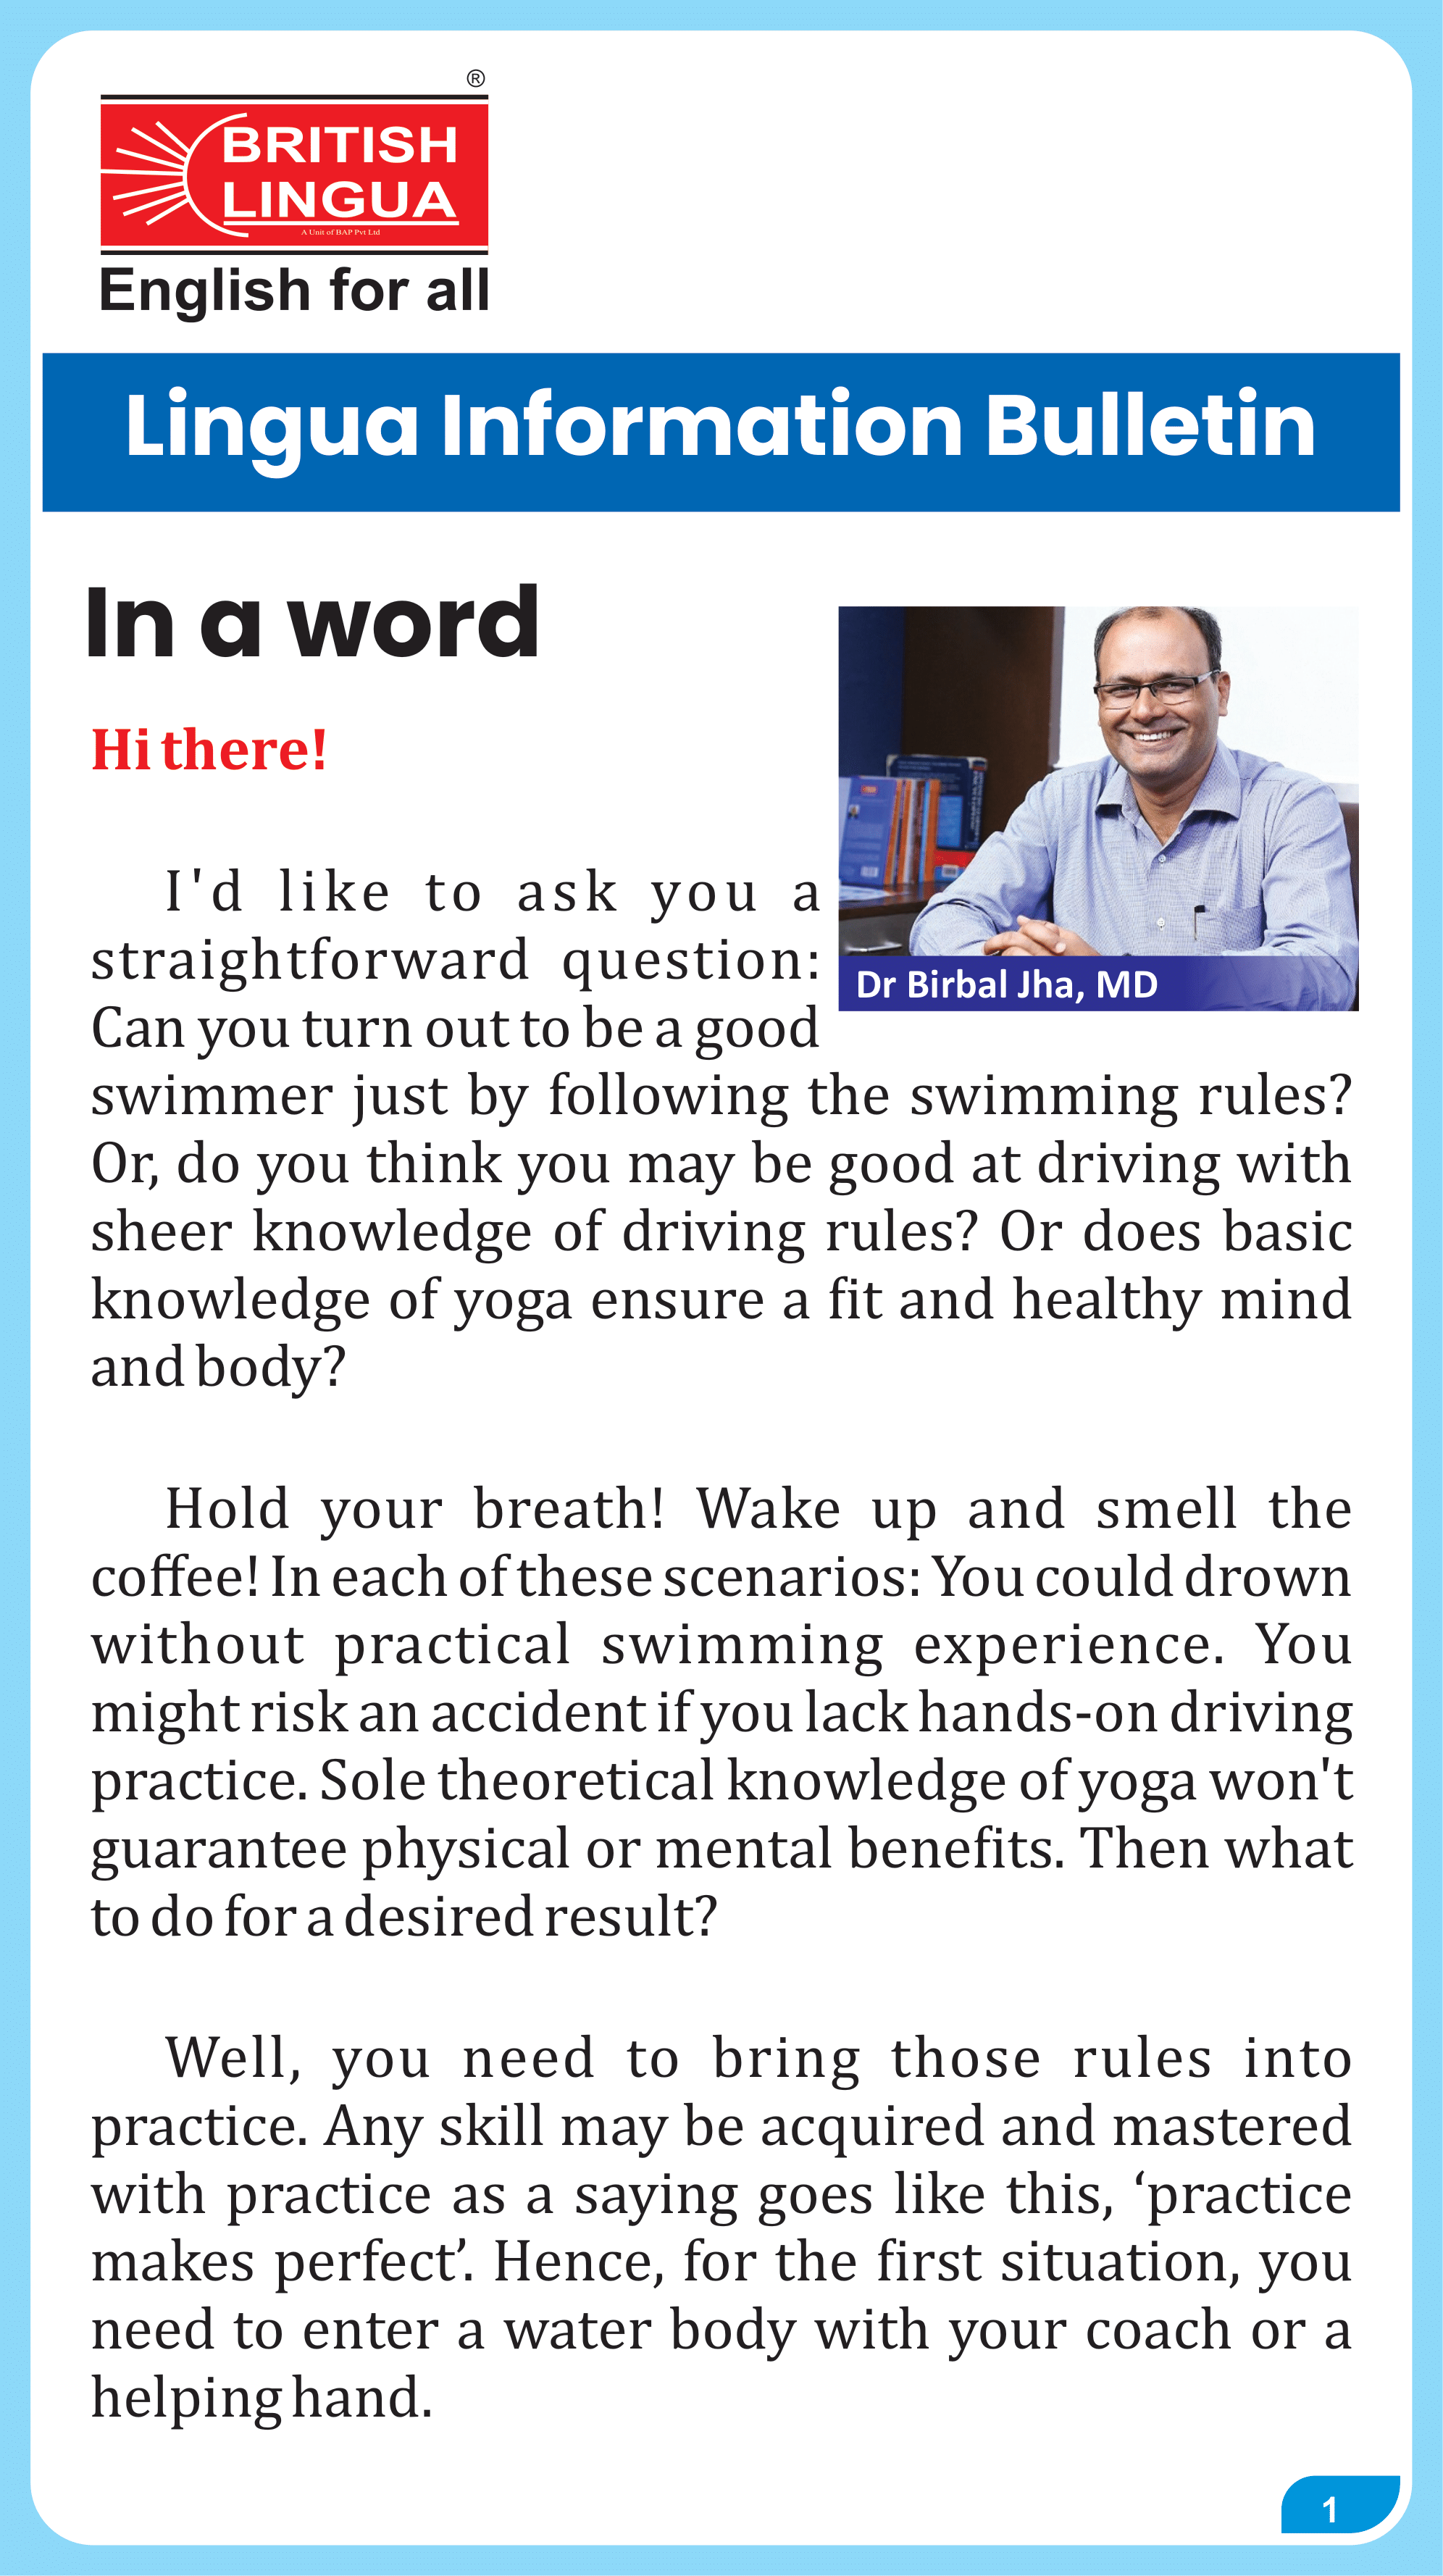 ®
BRITISH
LINGUA
A Unit of BAP Pvt Ltd
English for all
Lingua Information Bulletin
In a word
Hi there!
I'd like to ask you a
straightforward question:
Can you turn out to be a good
Dr Birbal Jha, MD
swimmer just by following the swimming rules?
Or, do you think you may be good at driving with
sheer knowledge of driving rules? Or does basic
knowledge of yoga ensure a fit and healthy mind
and body?
Hold your breath! Wake up and smell the
coffee! In each of these scenarios: You could drown
without practical swimming experience. You
might risk an accident if you lack hands-on driving
practice. Sole theoretical knowledge of yoga won't
guarantee physical or mental benefits. Then what
to do for a desired result?
Well, you need to bring those rules into
practice. Any skill may be acquired and mastered
with practice as a saying goes like this, ‘practice
makes perfect’. Hence, for the first situation, you
need to enter a water body with your coach or a
helping hand.
1